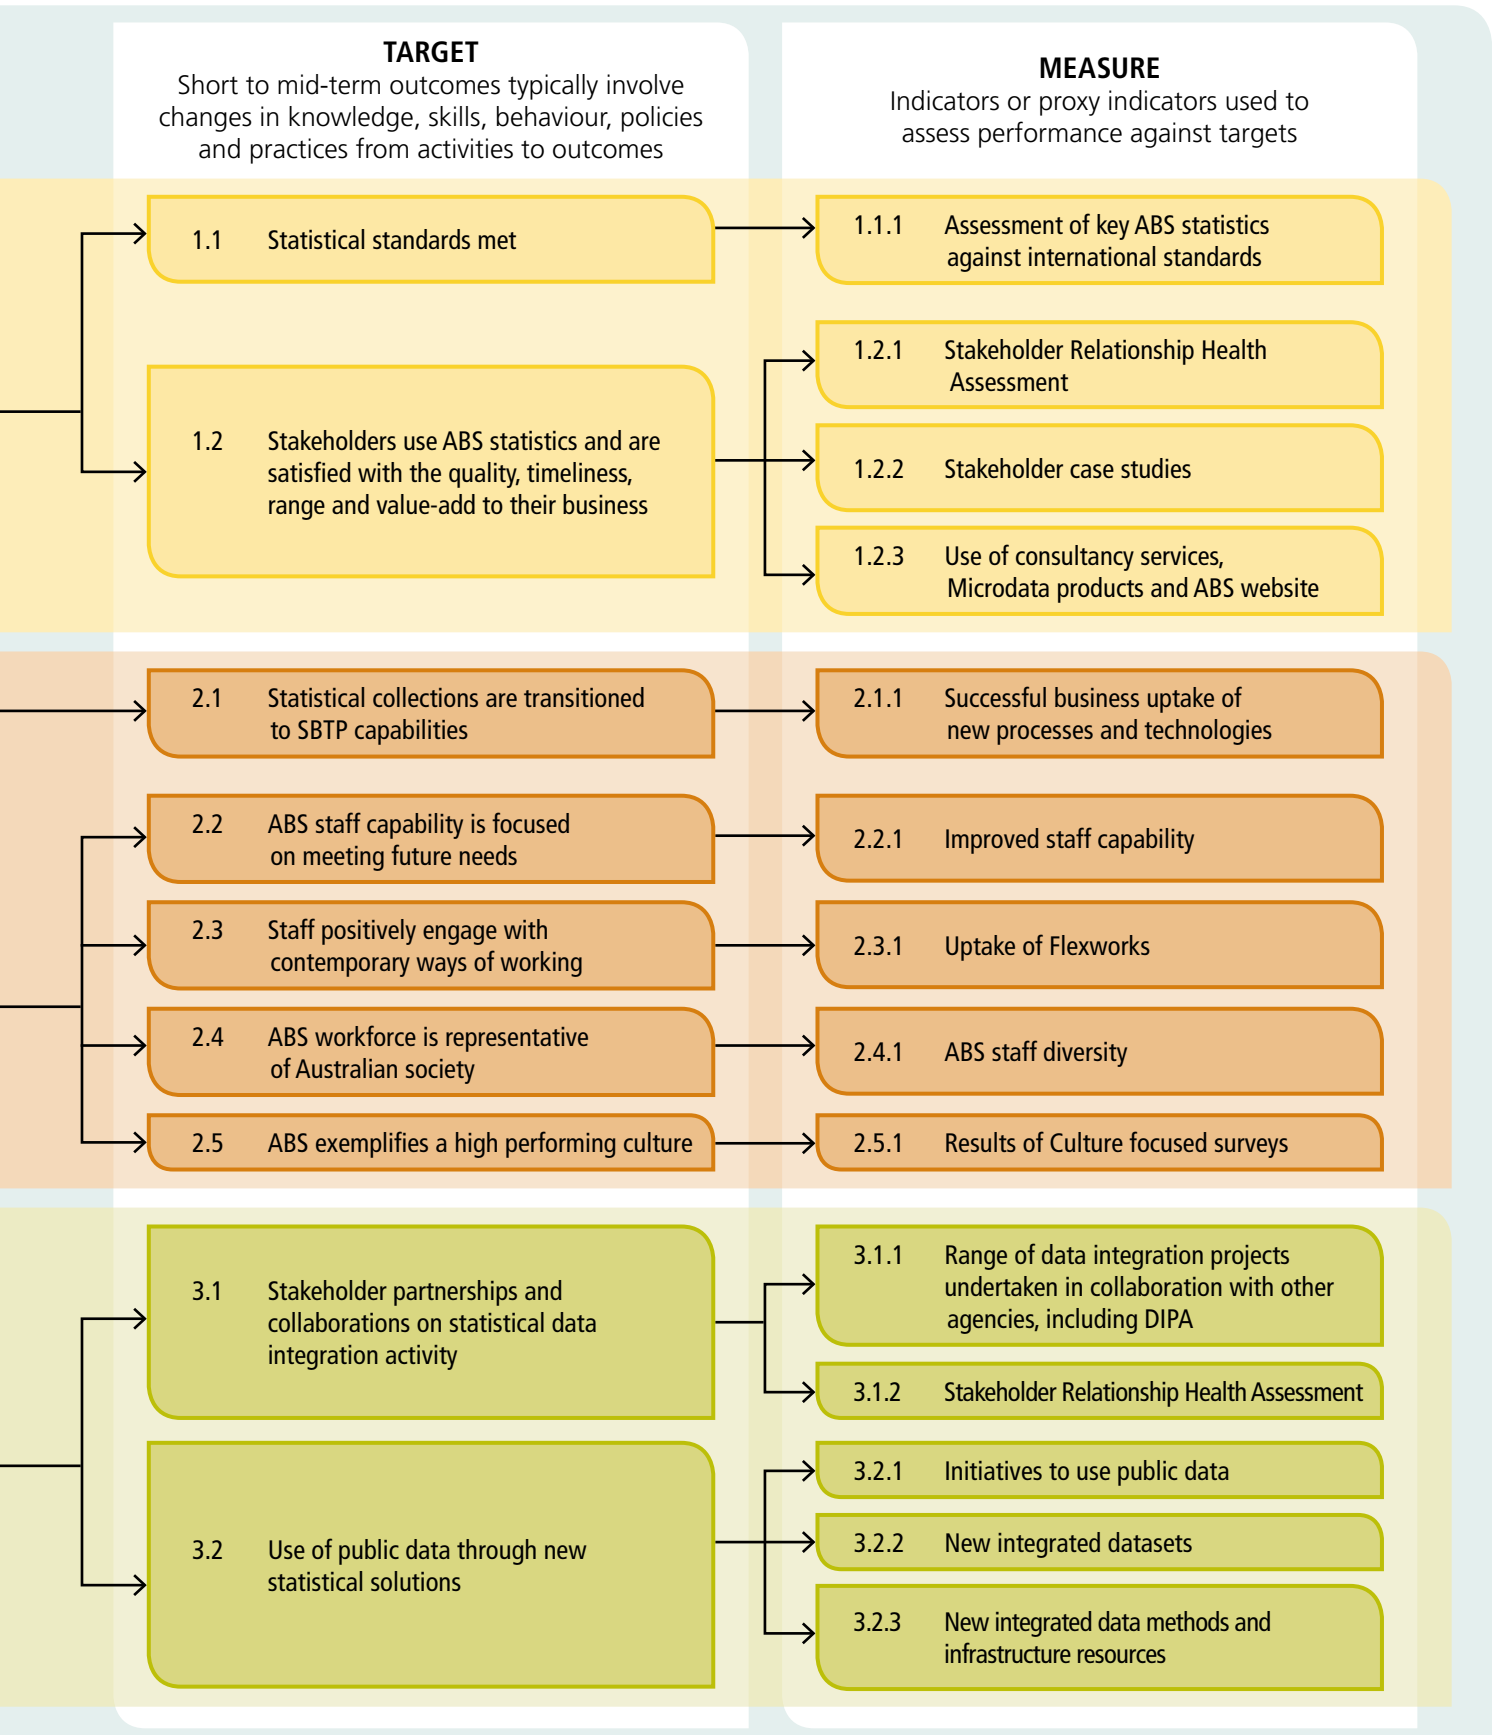 TARGET
Short to mid-term outcomes typically involve
changes in knowledge, skills, behaviour, policies
and practices from activities to outcomes
MEASURE
Indicators or proxy indicators used to
assess performance against targets
1.1 Statistical standards met
1.1.1 Assessment of key ABS statistics
against international standards
1.2 Stakeholders use ABS statistics and are
satisfied with the quality, timeliness,
range and value-add to their business
1.2.1 Stakeholder Relationship Health
Assessment
1.2.2 Stakeholder case studies
1.2.3 Use of consultancy services,
Microdata products and ABS website
2.1 Statistical collections are transitioned
to SBTP capabilities
2.1.1 Successful business uptake of
new processes and technologies
2.2 ABS staff capability is focused
on meeting future needs
2.2.1 Improved staff capability
2.3 Staff positively engage with
contemporary ways of working
2.3.1 Uptake of Flexworks
2.4 ABS workforce is representative
of Australian society
2.4.1 ABS staff diversity
2.5 ABS exemplifies a high performing culture
2.5.1 Results of Culture focused surveys
3.1 Stakeholder partnerships and
collaborations on statistical data
integration activity
3.1.1 Range of data integration projects
undertaken in collaboration with other
agencies, including DIPA
3.1.2 Stakeholder Relationship Health Assessment
3.2 Use of public data through new
statistical solutions
3.2.1 Initiatives to use public data
3.2.2 New integrated datasets
3.2.3 New integrated data methods and
infrastructure resources